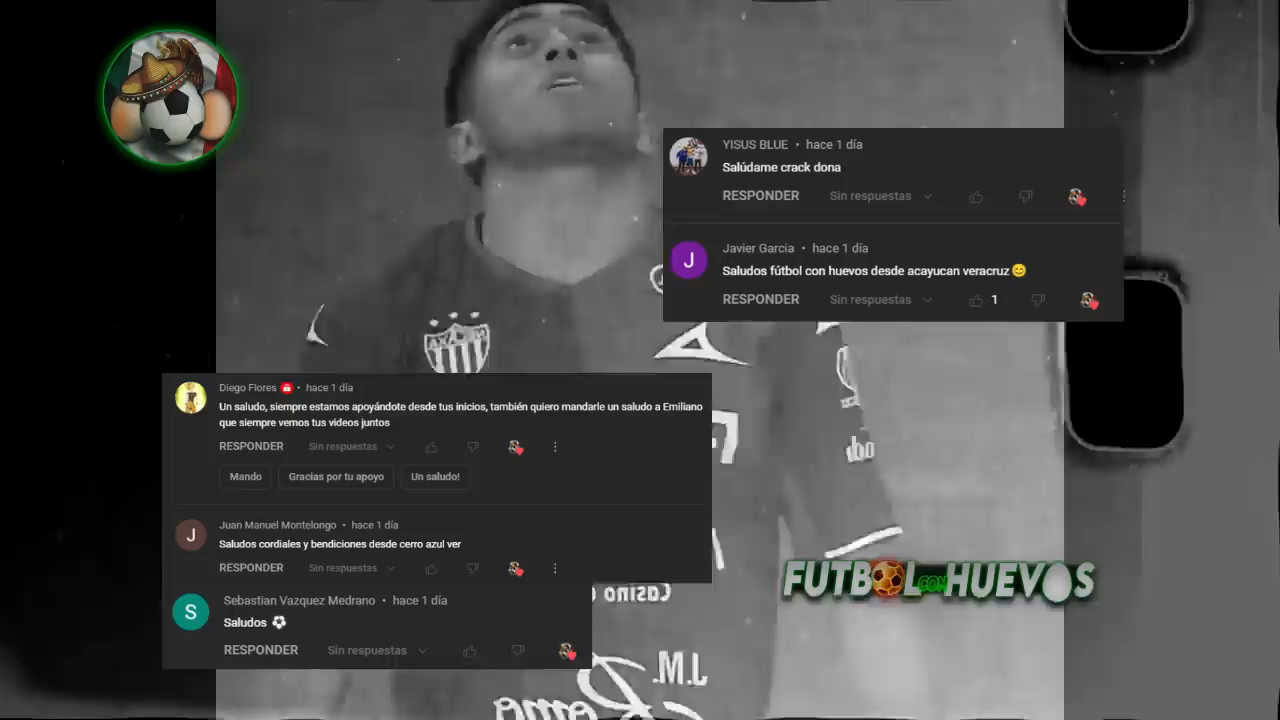 YISUS BLUE • hace 1 día
Salúdame crack dona
RESPONDER Sin respuestas
Javier Garcia • hace 1 día
Saludos fútbol con huevos desde acayucan veracruz😊
RESPONDER Sin respuestas 1
Diego Flores • hace 1 día
Un saludo, siempre estamos apoyándote desde tus inicios, también quiero mandarle un saludo a Emiliano
que siempre vemos tus videos juntos
RESPONDER Sin respuestas
Mando Gracias por tu apoyo Un saludo!
J Juan Manuel Montelongo • hace 1 día
Saludos cordiales y bendiciones desde cerro azul ver
RESPONDER Sin respuestas
S Sebastian Vazquez Medrano • hace 1 día
Saludos ⚽
RESPONDER Sin respuestas
J
FUTBOL CON HUEVOS
Casino
J.M.